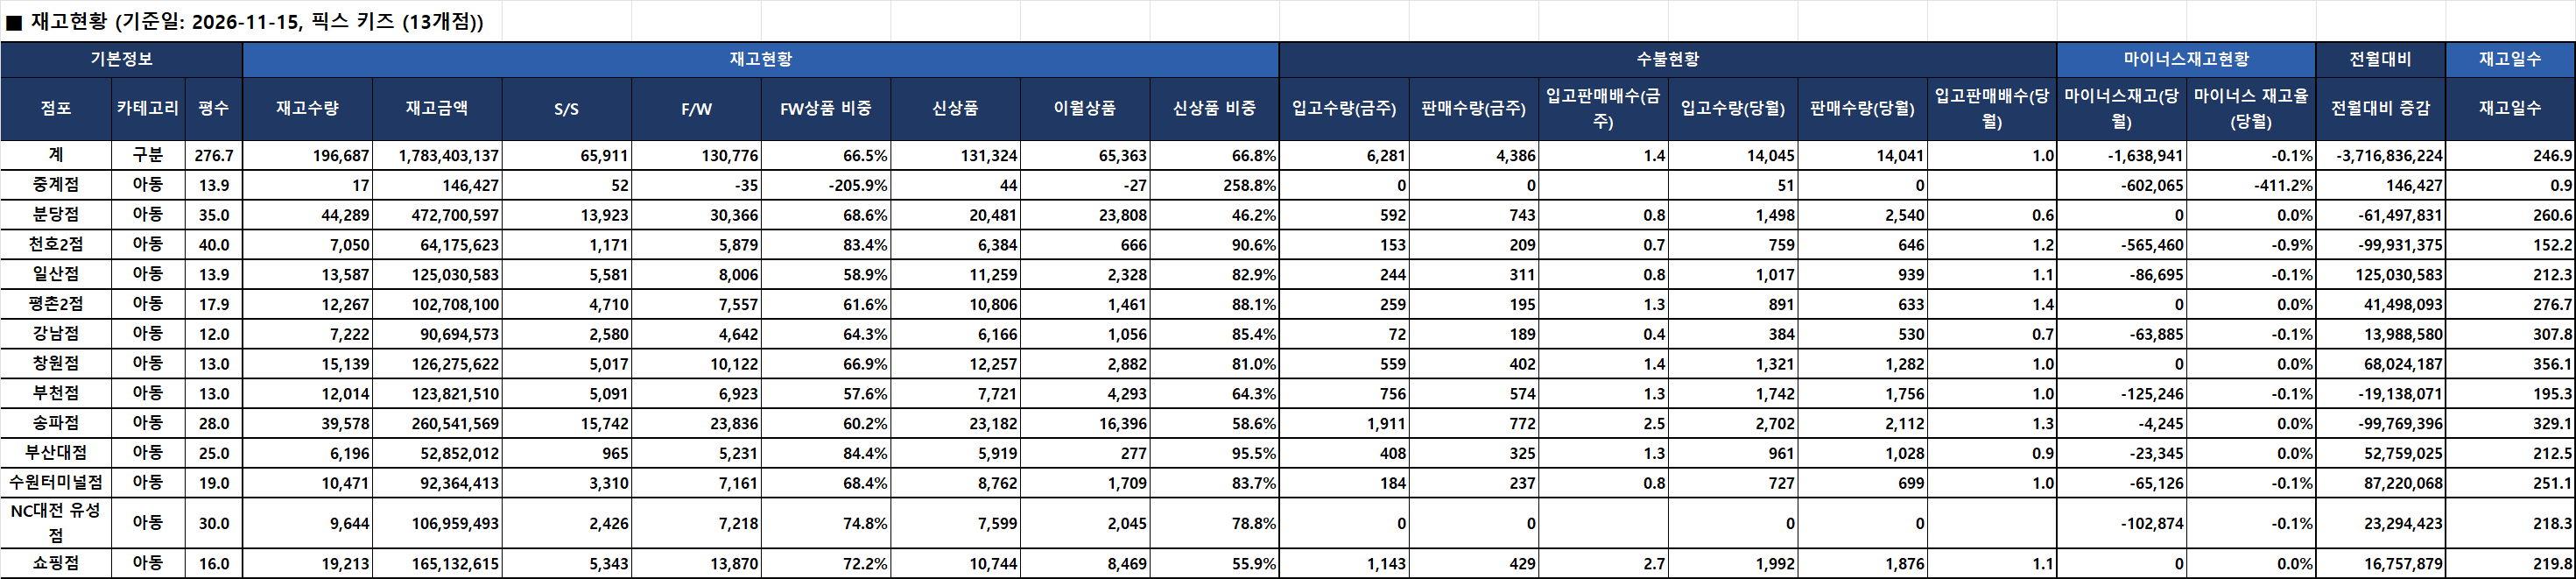 ■ 재고현황 (기준일: 2026-11-15, 픽스 키즈 (13개점))
기본정보 재고현황 수불현황 마이너스재고현황 전월대비 재고일수
점포 카테고리 평수 재고수량 재고금액 S/S F/W FW상품 비중 신상품 이월상품 신상품 비중 입고수량(금주) 판매수량(금주) 입고판매배수(금주) 입고수량(당월) 판매수량(당월) 입고판매배수(당월) 마이너스재고(당월) 마이너스 재고율(당월) 전월대비 증감 재고일수
계 구분 276.7 196,687 1,783,403,137 65,911 130,776 66.5% 131,324 65,363 66.8% 6,281 4,386 1.4 14,045 14,041 1.0 -1,638,941 -0.1% -3,716,836,224 246.9
중계점 아동 13.9 17 146,427 52 -35 -205.9% 44 -27 258.8% 0 0 51 0 -602,065 -411.2% 146,427 0.9
분당점 아동 35.0 44,289 472,700,597 13,923 30,366 68.6% 20,481 23,808 46.2% 592 743 0.8 1,498 2,540 0.6 0 0.0% -61,497,831 260.6
천호2점 아동 40.0 7,050 64,175,623 1,171 5,879 83.4% 6,384 666 90.6% 153 209 0.7 759 646 1.2 -565,460 -0.9% -99,931,375 152.2
일산점 아동 13.9 13,587 125,030,583 5,581 8,006 58.9% 11,259 2,328 82.9% 244 311 0.8 1,017 939 1.1 -86,695 -0.1% 125,030,583 212.3
평촌2점 아동 17.9 12,267 102,708,100 4,710 7,557 61.6% 10,806 1,461 88.1% 259 195 1.3 891 633 1.4 0 0.0% 41,498,093 276.7
강남점 아동 12.0 7,222 90,694,573 2,580 4,642 64.3% 6,166 1,056 85.4% 72 189 0.4 384 530 0.7 -63,885 -0.1% 13,988,580 307.8
창원점 아동 13.0 15,139 126,275,622 5,017 10,122 66.9% 12,257 2,882 81.0% 559 402 1.4 1,321 1,282 1.0 0 0.0% 68,024,187 356.1
부천점 아동 13.0 12,014 123,821,510 5,091 6,923 57.6% 7,721 4,293 64.3% 756 574 1.3 1,742 1,756 1.0 -125,246 -0.1% -19,138,071 195.3
송파점 아동 28.0 39,578 260,541,569 15,742 23,836 60.2% 23,182 16,396 58.6% 1,911 772 2.5 2,702 2,112 1.3 -4,245 0.0% -99,769,396 329.1
부산대점 아동 25.0 6,196 52,852,012 965 5,231 84.4% 5,919 277 95.5% 408 325 1.3 961 1,028 0.9 -23,345 0.0% 52,759,025 212.5
수원터미널점 아동 19.0 10,471 92,364,413 3,310 7,161 68.4% 8,762 1,709 83.7% 184 237 0.8 727 699 1.0 -65,126 -0.1% 87,220,068 251.1
NC대전 유성점 아동 30.0 9,644 106,959,493 2,426 7,218 74.8% 7,599 2,045 78.8% 0 0 0 0 -102,874 -0.1% 23,294,423 218.3
쇼핑점 아동 16.0 19,213 165,132,615 5,343 13,870 72.2% 10,744 8,469 55.9% 1,143 429 2.7 1,992 1,876 1.1 0 0.0% 16,757,879 219.8